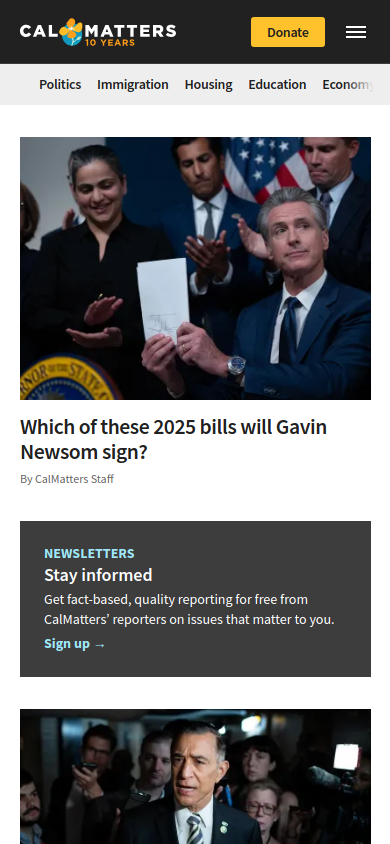 CALMATTERS
10 YEARS
Donate
Politics Immigration Housing Education Economy
Which of these 2025 bills will Gavin
Newsom sign?
By CalMatters Staff
NEWSLETTERS
Stay informed
Get fact-based, quality reporting for free from
CalMatters’ reporters on issues that matter to you.
Sign up →